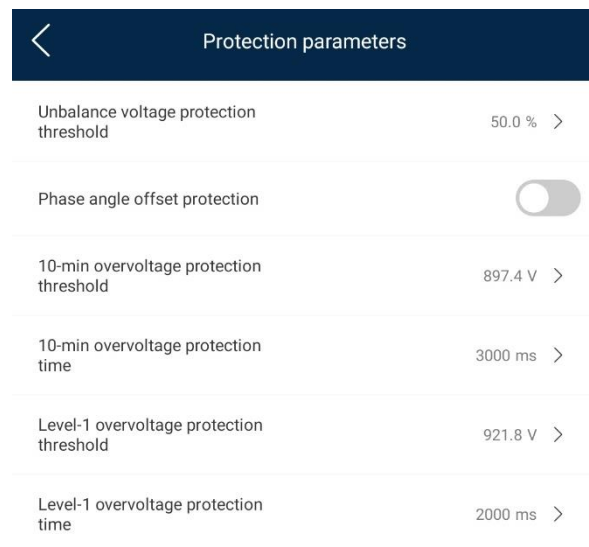 Protection parameters
Unbalance voltage protection
threshold
50.0 %
Phase angle offset protection
10-min overvoltage protection
threshold
897.4 V
10-min overvoltage protection
time
3000 ms
Level-1 overvoltage protection
threshold
921.8 V
Level-1 overvoltage protection
time
2000 ms